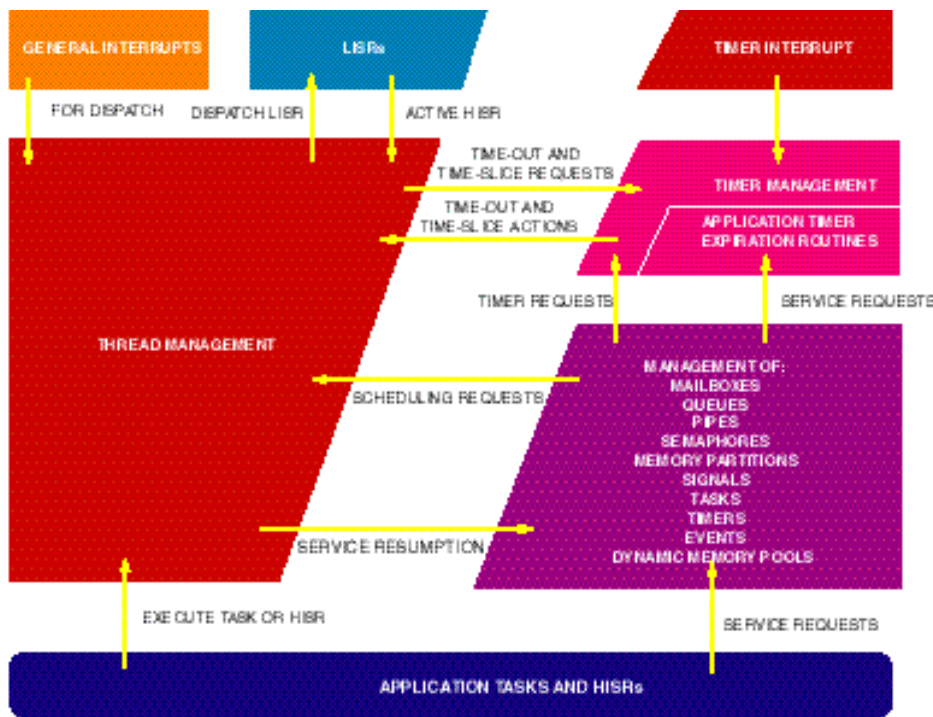 GENERAL INTERRUPTS
LISRs
TIMER INTERRUPT
FOR DISPATCH
DISPATCH LISR
ACTIVE HISR
TIME-OUT AND
TIME-SLICE REQUESTS
TIMER MANAGEMENT
TIME-OUT AND
TIME-SLICE ACTIONS
APPLICATION TIMER
EXPIRATION ROUTINES
TIMER REQUESTS
SERVICE REQUESTS
THREAD MANAGEMENT
SCHEDULING REQUESTS
MANAGEMENT OF:
MAILBOXES
QUEUES
PIPES
SEMAPHORES
MEMORY PARTITIONS
SIGNALS
TASKS
TIMERS
EVENTS
DYNAMIC MEMORY POOLS
SERVICE RESUMPTION
EXECUTE TASK OR HISR
SERVICE REQUESTS
APPLICATION TASKS AND HISRs